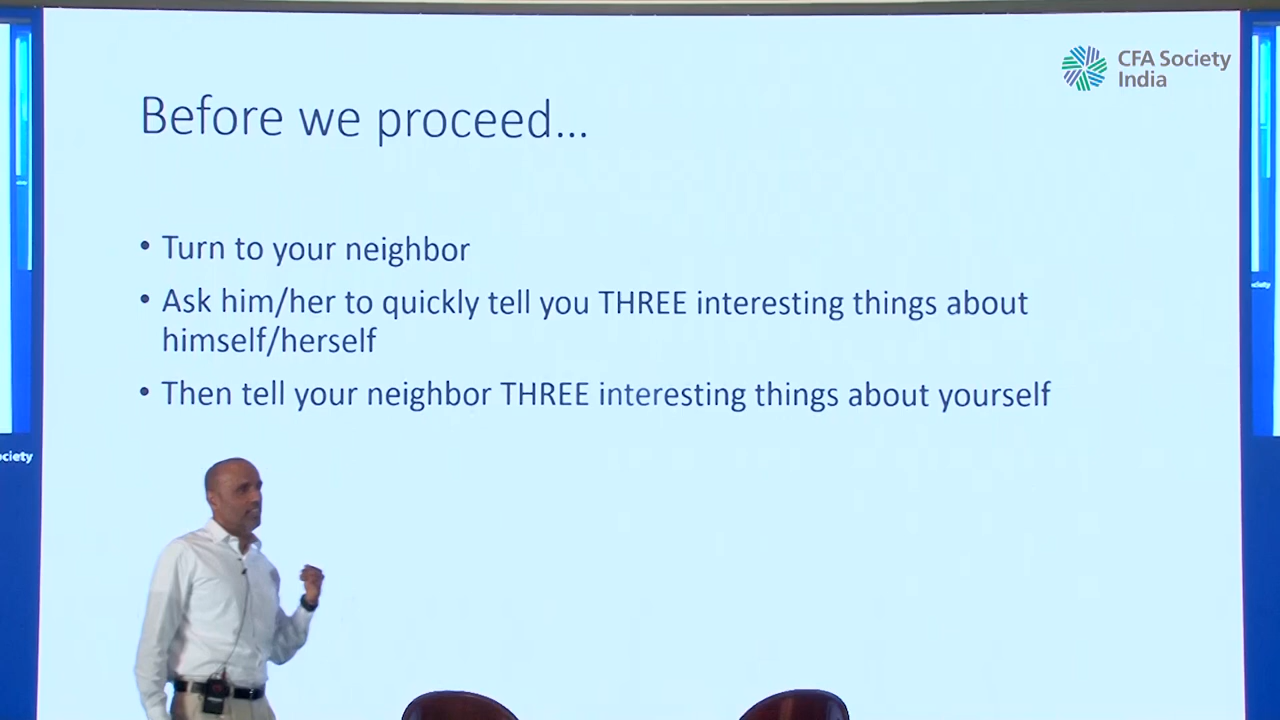 CFA Society
India
Before we proceed...
• Turn to your neighbor
• Ask him/her to quickly tell you THREE interesting things about
himself/herself
• Then tell your neighbor THREE interesting things about yourself
ciety